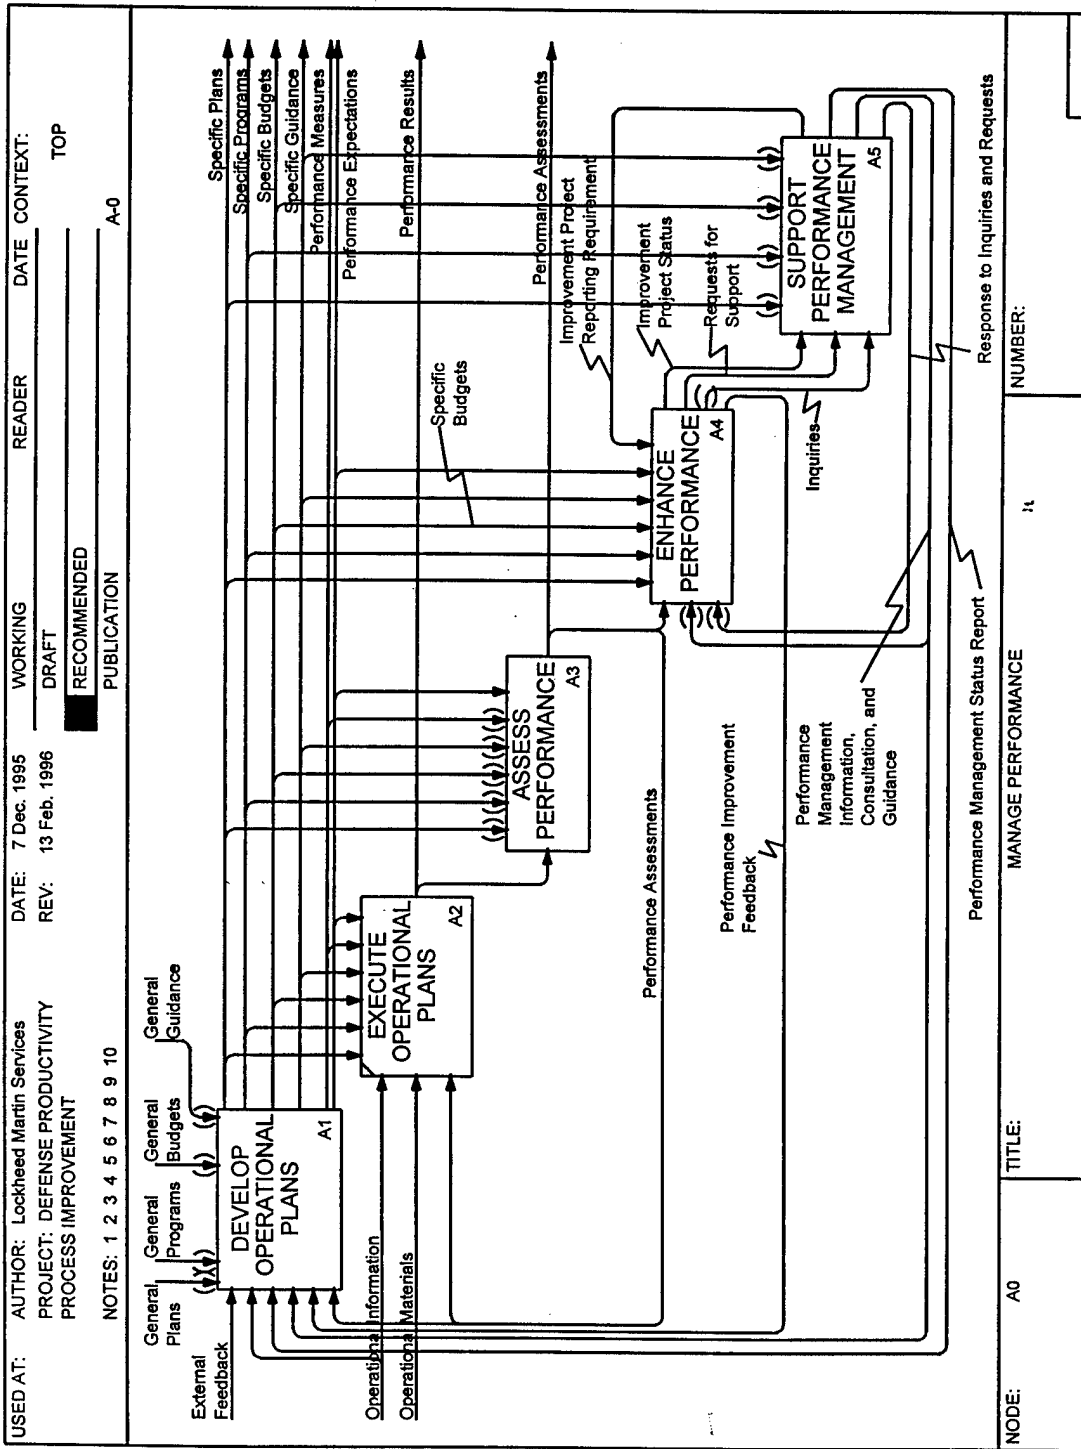 USED AT:
AUTHOR: Lockheed Martin Services
PROJECT: DEFENSE PRODUCTIVITY
PROCESS IMPROVEMENT
NOTES: 1 2 3 4 5 6 7 8 9 10
DATE: 7 Dec. 1995
REV: 13 Feb. 1996
WORKING
DRAFT
RECOMMENDED
PUBLICATION
READER
DATE
CONTEXT:
TOP
A-0
General
Plans
General
Programs
General
Budgets
General
Guidance
External
Feedback
DEVELOP
OPERATIONAL
PLANS
A1
Operational Information
Operational Materials
EXECUTE
OPERATIONAL
PLANS
A2
ASSESS
PERFORMANCE
A3
ENHANCE
PERFORMANCE
A4
SUPPORT
PERFORMANCE
MANAGEMENT
A5
Specific Plans
Specific Programs
Specific Budgets
Specific Guidance
Performance Measures
Performance Expectations
Performance Results
Performance Assessments
Specific
Budgets
Improvement Project
Reporting Requirement
Improvement
Project Status
Requests for
Support
Inquiries
Performance Assessments
Performance Improvement
Feedback
Performance
Management
Information,
Consultation, and
Guidance
Performance Management Status Report
Response to Inquiries and Requests
NODE:
A0
TITLE:
MANAGE PERFORMANCE
NUMBER: